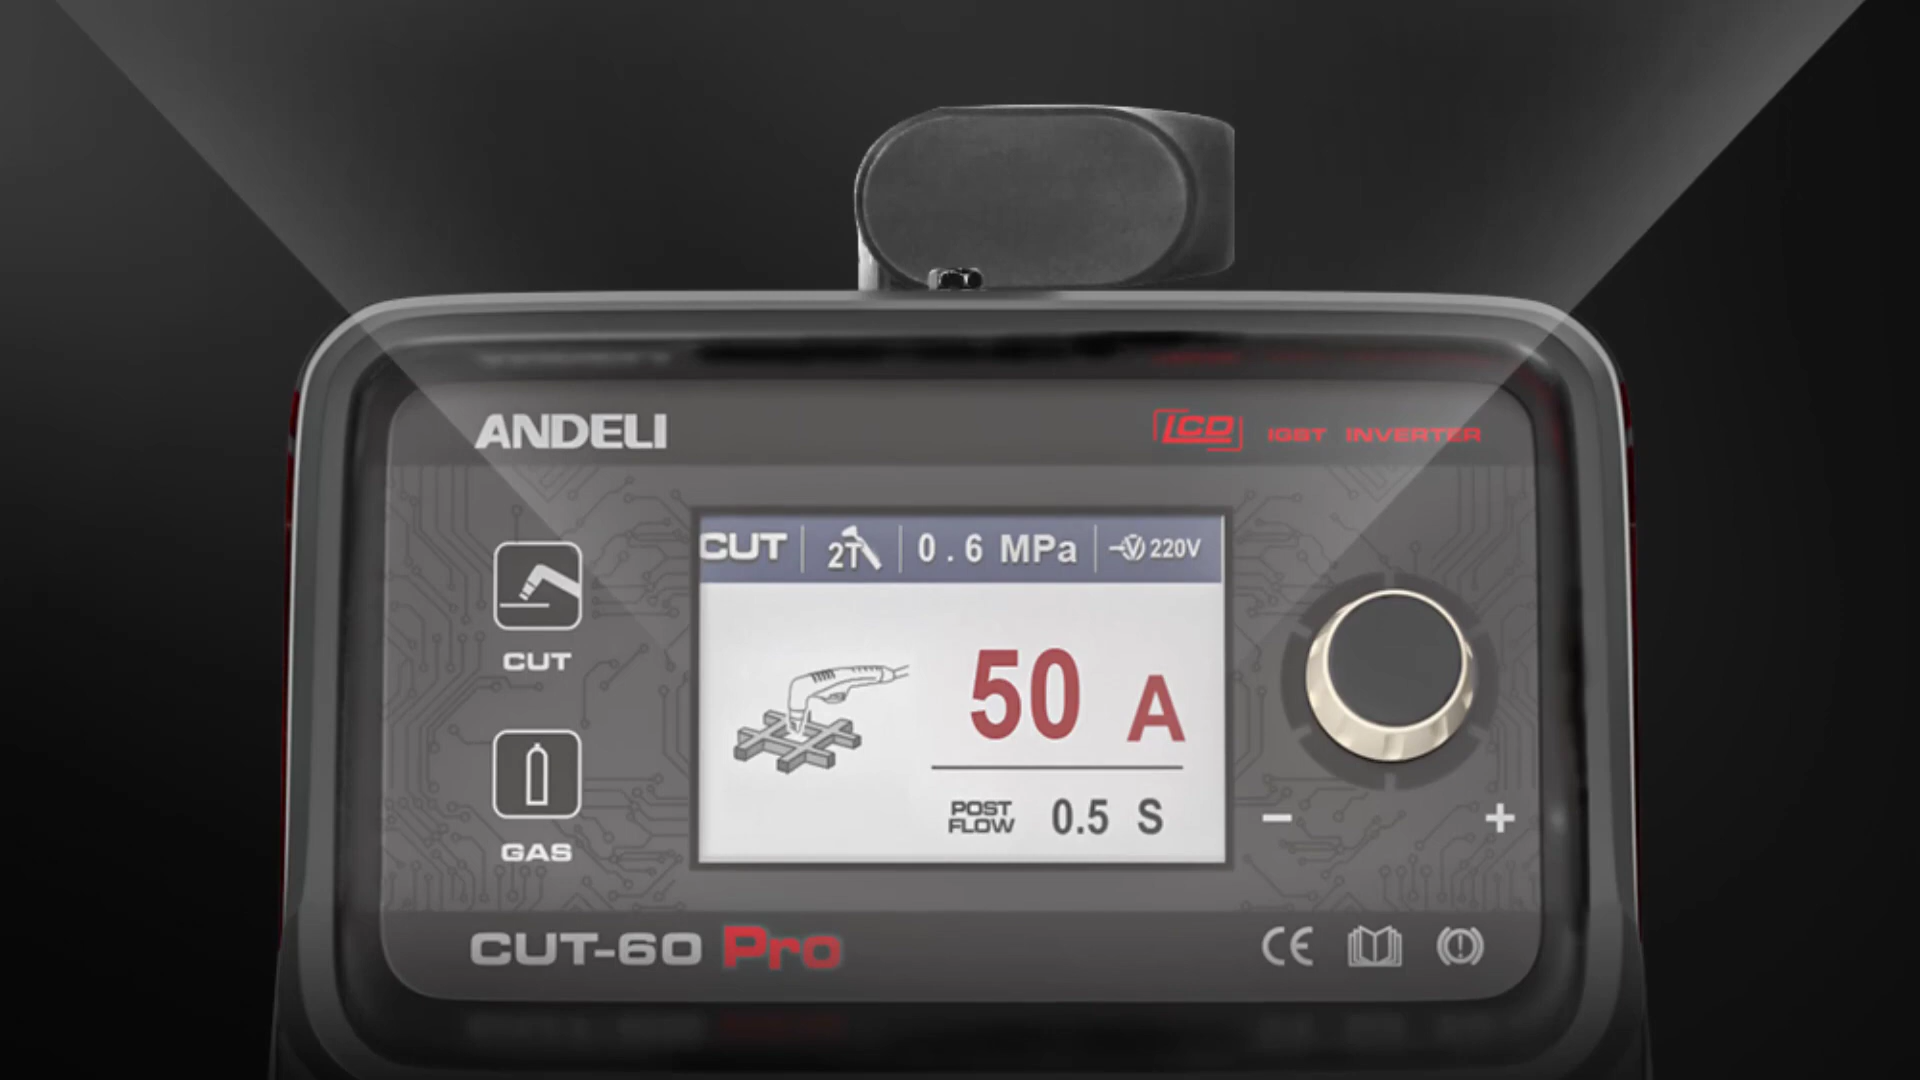 ANDELI
LCD IGBT INVERTER
CUT 2T 0.6 MPa V 220V
CUT
50 A
POST FLOW 0.5 S
GAS
- +
CUT-60 Pro
CE